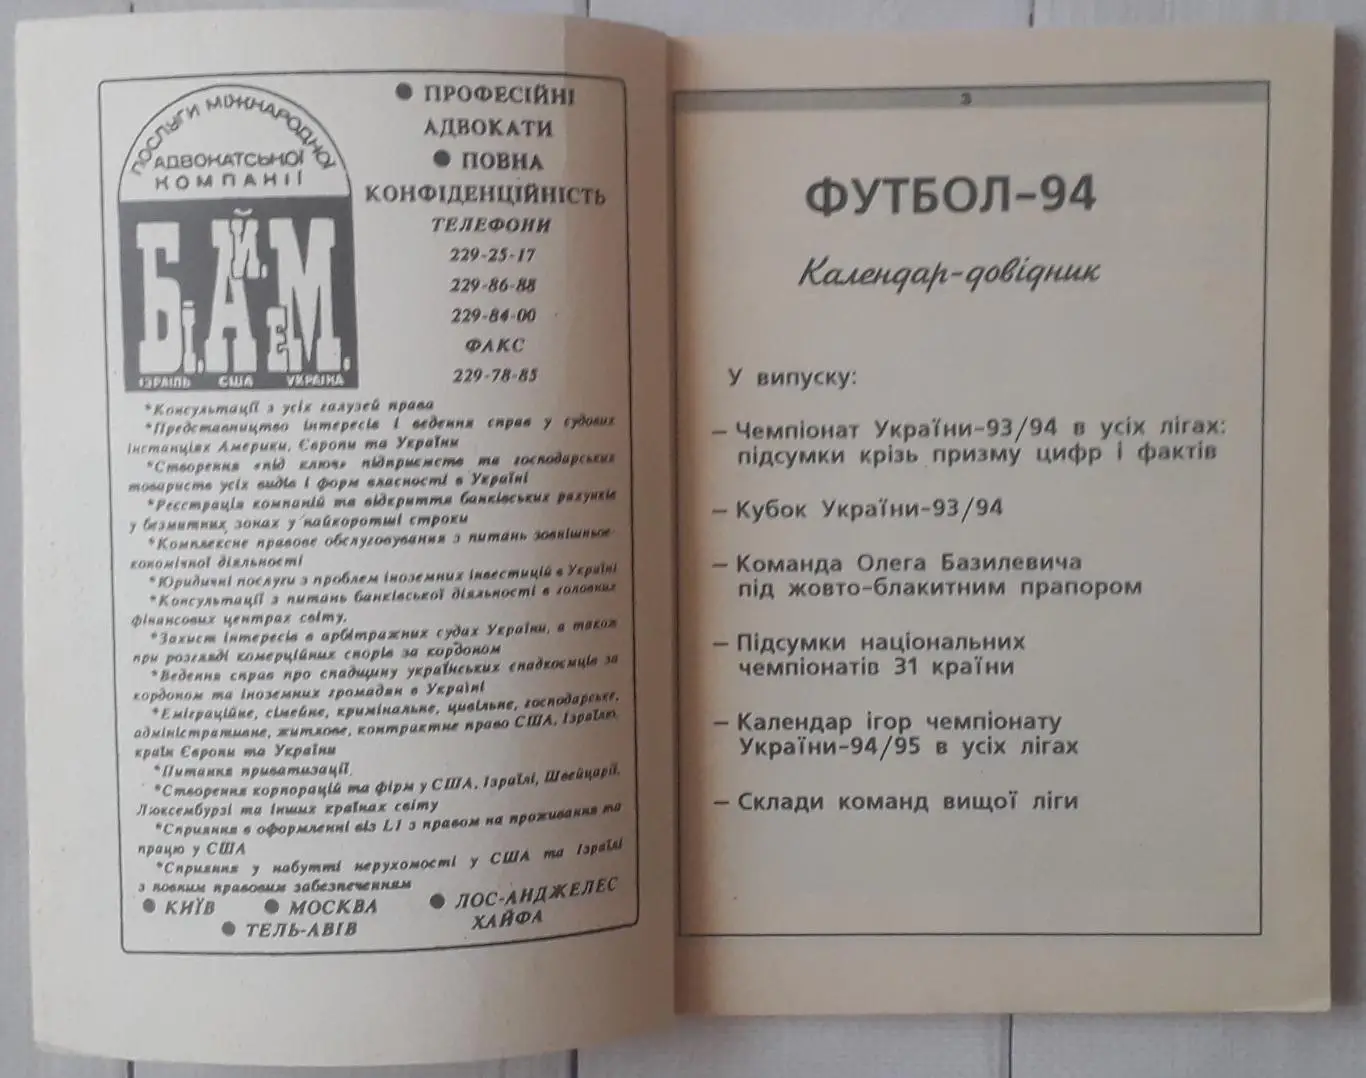 ПОСЛУГИ МІЖНАРОДНОЇ
АДВОКАТСЬКОЇ
КОМПАНІЇ
Бі.АЙ.ЕМ.
ІЗРАЇЛЬ США УКРАЇНА
● ПРОФЕСІЙНІ
АДВОКАТИ
● ПОВНА
КОНФІДЕНЦІЙНІСТЬ
ТЕЛЕФОНИ
229-25-17
229-86-88
229-84-00
ФАКС
229-78-85
*Консультації з усіх галузей права
*Представництво інтересів і ведення справ у судових
інстанціях Америки, Європи та України
*Створення «під ключ» підприємств та господарських
товариств усіх видів і форм власності в Україні
*Реєстрація компаній та відкриття банківських рахунків
у безмитних зонах у найкоротші строки
*Комплексне правове обслуговування з питань зовнішньое-
кономічної діяльності
*Юридичні послуги з проблем іноземних інвестицій в Україні
*Консультації з питань банківської діяльності в головних
фінансових центрах світу.
*Захист інтересів в арбітражних судах України, а також
при розгляді комерційних спорів за кордоном
*Ведення справ про спадщину українських спадкоємців за
кордоном та іноземних громадян в Україні
*Еміграційне, сімейне, кримінальне, цивільне, господарське,
адміністративне, житлове, контрактне право США, Ізраїлю,
країн Європи та України
*Питання приватизації
*Створення корпорацій та фірм у США, Ізраїлі, Швейцарії,
Люксембурзі та інших країнах світу
*Сприяння в оформленні віз L1 з правом на проживання та
працю у США
*Сприяння у набутті нерухомості у США та Ізраїлі
з повним правовим забезпеченням
● КИЇВ ● МОСКВА ● ЛОС-АНДЖЕЛЕС
● ТЕЛЬ-АВІВ ХАЙФА
3
ФУТБОЛ-94
Календар-довідник
У випуску:
— Чемпіонат України-93/94 в усіх лігах:
підсумки крізь призму цифр і фактів
— Кубок України-93/94
— Команда Олега Базилевича
під жовто-блакитним прапором
— Підсумки національних
чемпіонатів 31 країни
— Календар ігор чемпіонату
України-94/95 в усіх лігах
— Склади команд вищої ліги